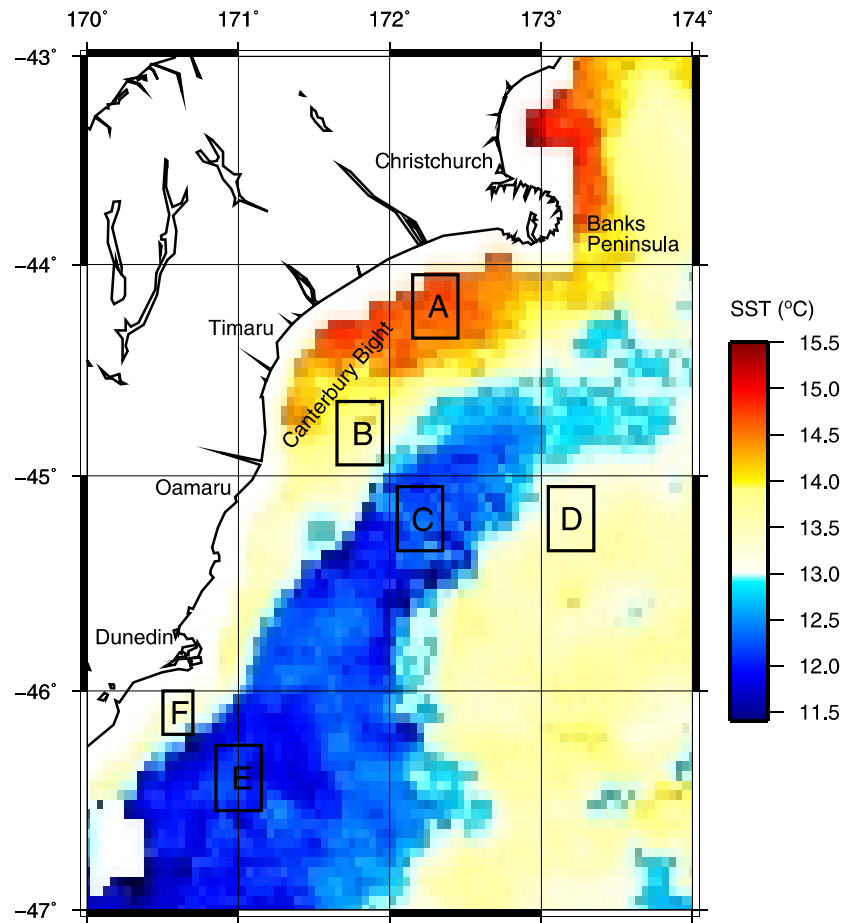 170° 171° 172° 173° 174°
−43°
Christchurch
Banks
Peninsula
−44°
A
SST (ºC)
Timaru
15.5
Canterbury Bight
15.0
B
14.5
−45°
14.0
Oamaru
C
D
13.5
13.0
Dunedin
12.5
12.0
−46°
F
11.5
E
−47°